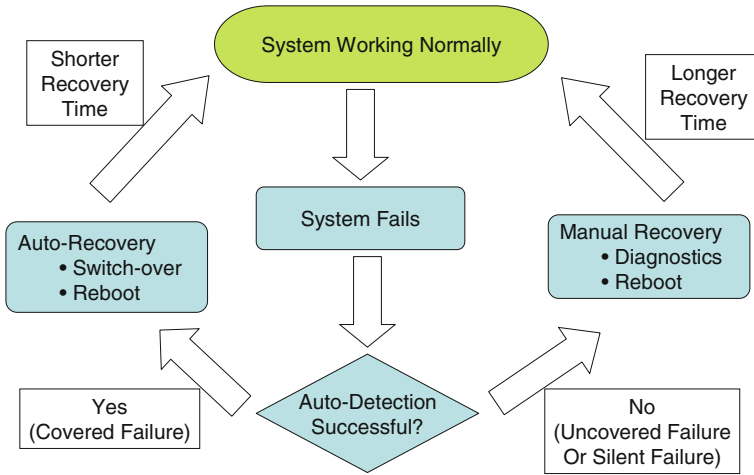 System Working Normally
Shorter
Recovery
Time
Longer
Recovery
Time
System Fails
Auto-Recovery
• Switch-over
• Reboot
Manual Recovery
• Diagnostics
• Reboot
Auto-Detection
Successful?
Yes
(Covered Failure)
No
(Uncovered Failure
Or Silent Failure)